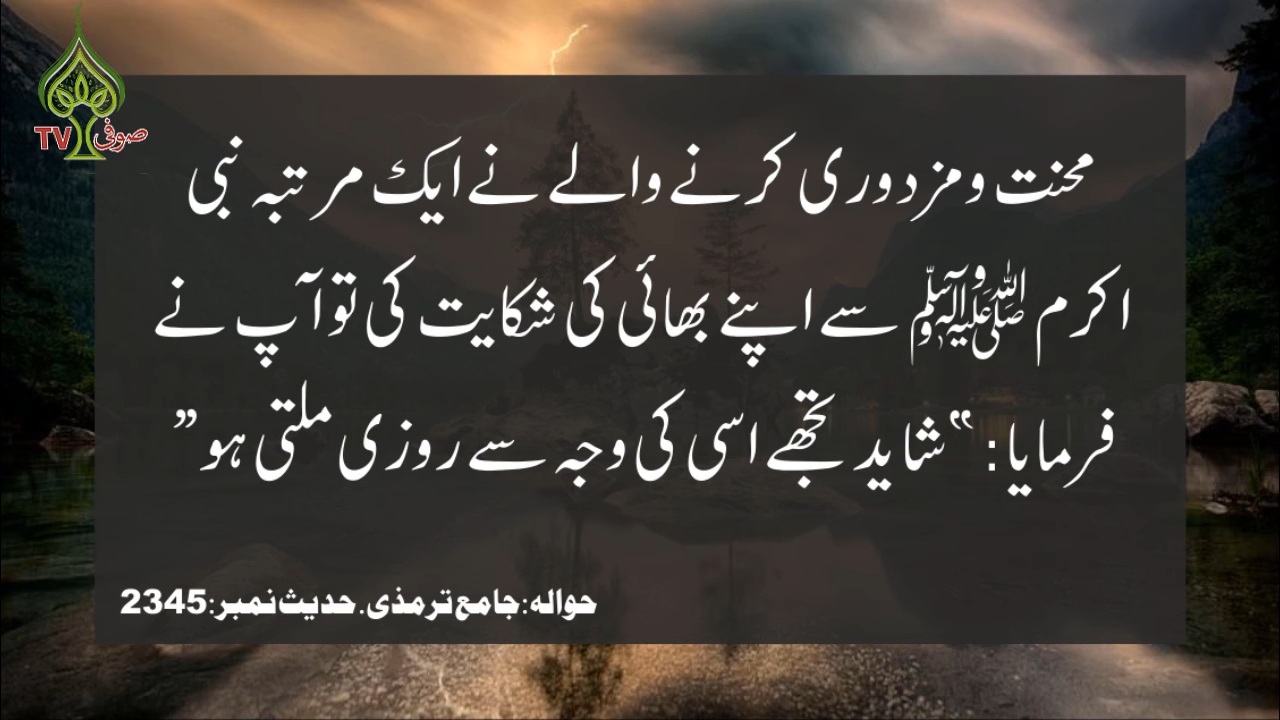 صوفی TV
محنت و مزدوری کرنے والے نے ایک مرتبہ نبی
اکرم ﷺ سے اپنے بھائی کی شکایت کی تو آپ نے
فرمایا: “شاید تجھے اسی کی وجہ سے روزی ملتی ہو”
حوالہ: جامع ترمذی. حدیث نمبر: 2345